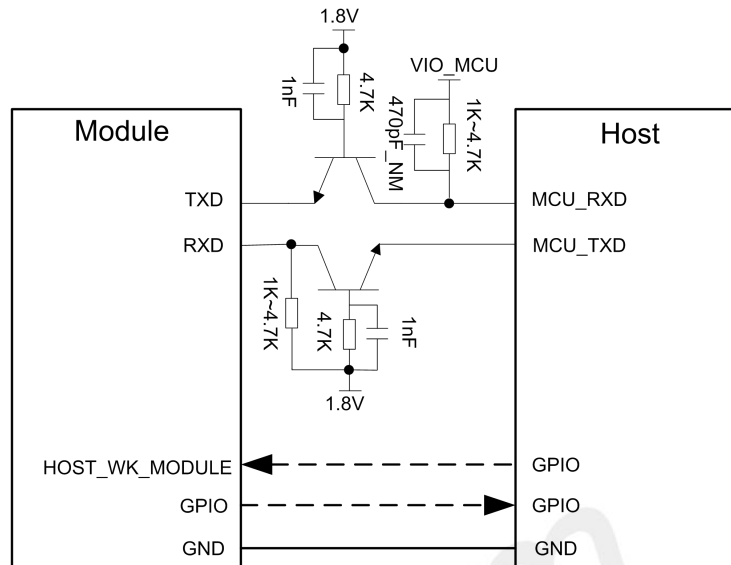 1.8V
1nF
4.7K
VIO_MCU
470pF_NM
1K~4.7K
Module
Host
TXD
MCU_RXD
RXD
MCU_TXD
1K~4.7K
4.7K
1nF
1.8V
HOST_WK_MODULE
GPIO
GPIO
GPIO
GND
GND